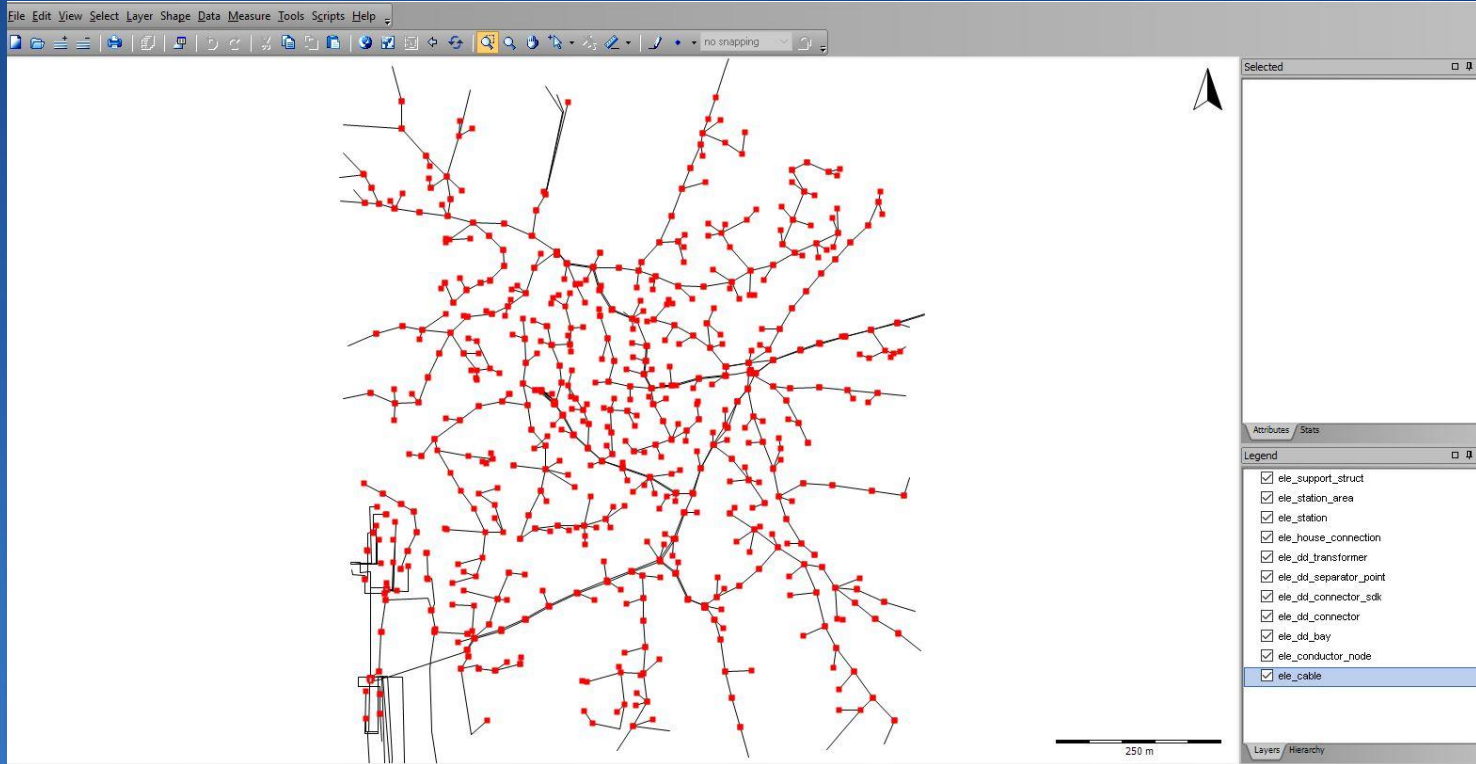 File Edit View Select Layer Shape Data Measure Tools Scripts Help
no snapping
Selected
Attributes Stats
Legend
ele_support_struct
ele_station_area
ele_station
ele_house_connection
ele_dd_transformer
ele_dd_separator_point
ele_dd_connector_sdk
ele_dd_connector
ele_dd_bay
ele_conductor_node
ele_cable
250 m
Layers Hierarchy